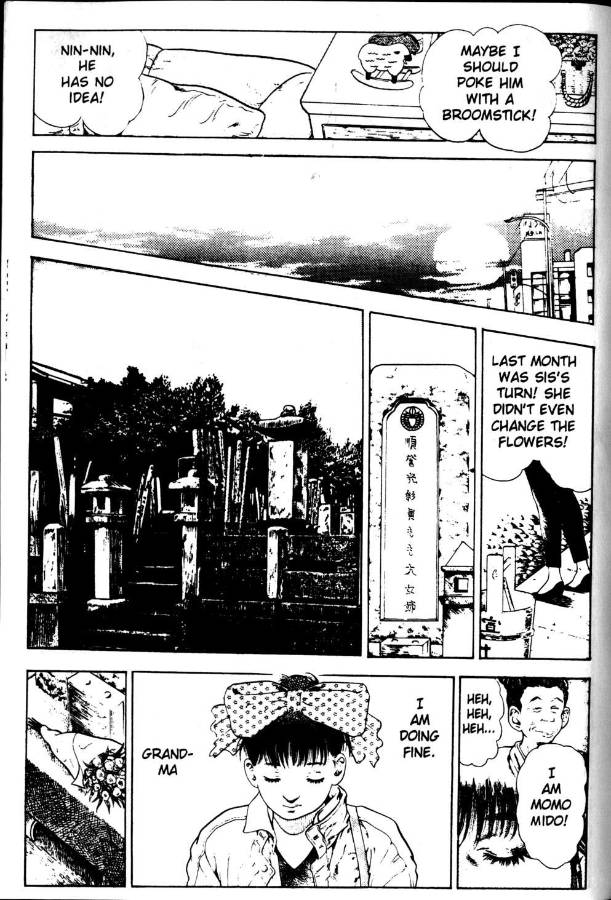 MAYBE I
SHOULD
POKE HIM
WITH A
BROOMSTICK!
NIN-NIN,
HE
HAS NO
IDEA!
LAST MONTH
WAS SIS'S
TURN! SHE
DIDN'T EVEN
CHANGE THE
FLOWERS!
HEH,
HEH,
HEH...
I
AM
MOMO
MIDO!
I
AM
DOING
FINE.
GRAND-
MA